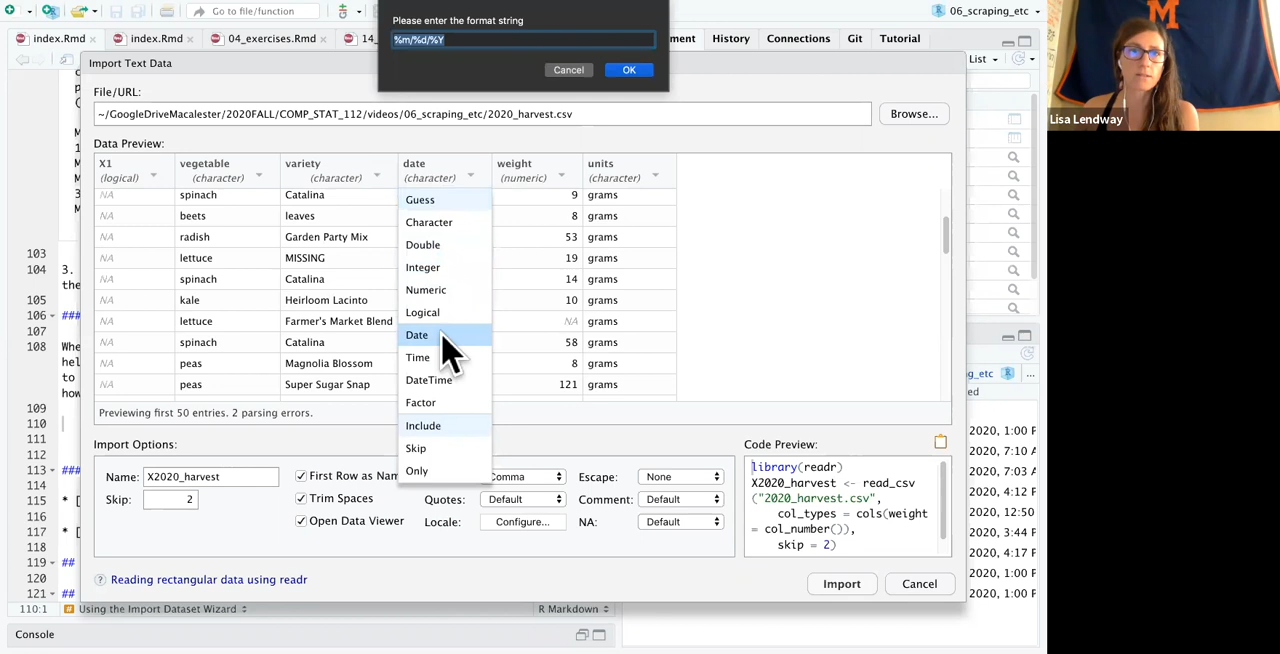 Please enter the format string
%m/%d/%Y
Cancel
OK
Go to file/function
06_scraping_etc
index.Rmd
index.Rmd
04_exercises.Rmd
14_
ment
History
Connections
Git
Tutorial
Import Text Data
List
File/URL:
~/GoogleDriveMacalester/2020FALL/COMP_STAT_112/videos/06_scraping_etc/2020_harvest.csv
Browse...
Data Preview:
X1 vegetable variety date weight units
(logical) (character) (character) (character) (numeric) (character)
NA spinach Catalina 9 grams
NA beets leaves 8 grams
NA radish Garden Party Mix 53 grams
NA lettuce MISSING 19 grams
NA spinach Catalina 14 grams
NA kale Heirloom Lacinto 10 grams
NA lettuce Farmer's Market Blend NA grams
NA spinach Catalina 58 grams
NA peas Magnolia Blossom 8 grams
NA peas Super Sugar Snap 121 grams
Guess
Character
Double
Integer
Numeric
Logical
Date
Time
DateTime
Factor
Include
Skip
Only
Previewing first 50 entries. 2 parsing errors.
Import Options:
Name: X2020_harvest
Skip: 2
First Row as Nam
Trim Spaces
Open Data Viewer
Comma
Quotes: Default
Locale: Configure...
Escape: None
Comment: Default
NA: Default
Code Preview:
library(readr)
X2020_harvest <- read_csv
("2020_harvest.csv",
col_types = cols(weight
= col_number()),
skip = 2)
Reading rectangular data using readr
Import
Cancel
103
104 3.
the
105
106 ###
107
108 Whe
hel
to
how
109
110
111
112
113 ###
114
115 * [
116
117 * [
118
119 ##
120
121 ##
110:1 Using the Import Dataset Wizard R Markdown
Console
g_etc
...
ed
2020, 1:00 P
2020, 7:10 A
2020, 7:03 A
2020, 4:12 P
2020, 12:50
2020, 3:44 P
2020, 4:17 P
2020, 1:00 P
2020, 1:00 P
M
Lisa Lendway